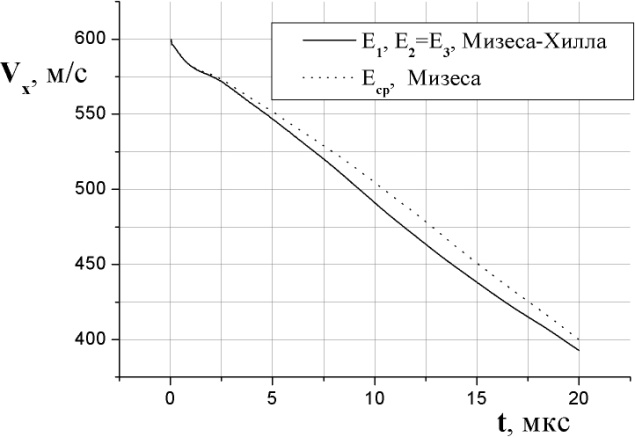 600
550
500
450
400
Vx, м/с
E1, E2=E3, Мизеса-Хилла
Eср, Мизеса
0 5 10 15 20
t, мкс